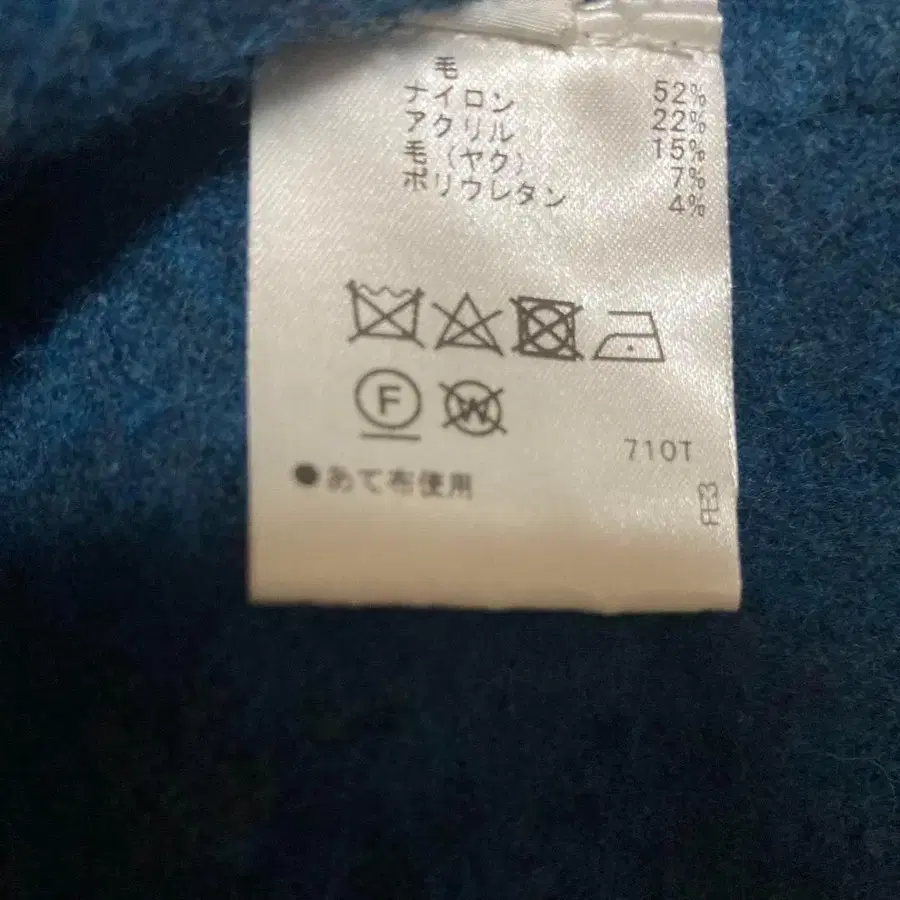 毛 52%
ナイロン 22%
アクリル 15%
毛(ヤク) 7%
ポリウレタン 4%
F W
710T
●あて布使用